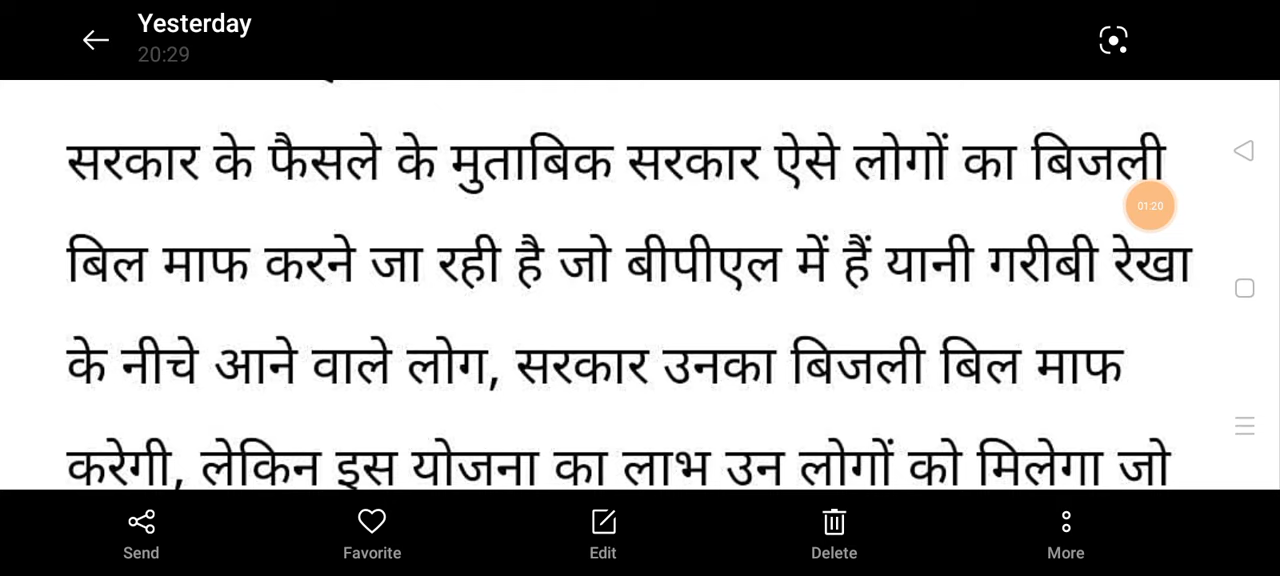 Yesterday
20:29
सरकार के फैसले के मुताबिक सरकार ऐसे लोगों का बिजली
01:20
बिल माफ करने जा रही है जो बीपीएल में हैं यानी गरीबी रेखा
के नीचे आने वाले लोग, सरकार उनका बिजली बिल माफ
करेगी, लेकिन इस योजना का लाभ उन लोगों को मिलेगा जो
Send
Favorite
Edit
Delete
More